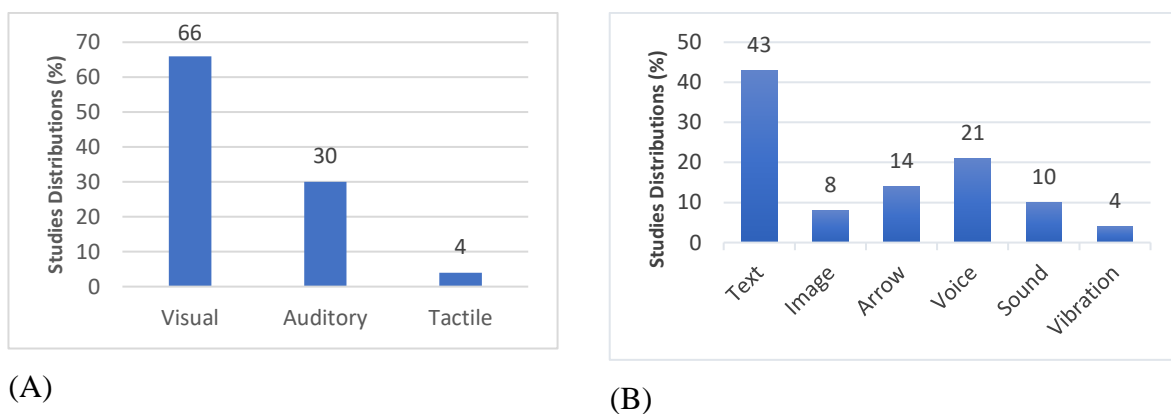 66
70
60
50
40
30
20
10
0
30
4
Studies Distributions (%)
Visual Auditory Tactile
(A)
50
40
30
20
10
0
43
8
14
21
10
4
Studies Distributions (%)
Text
Image
Arrow
Voice
Sound
Vibration
(B)